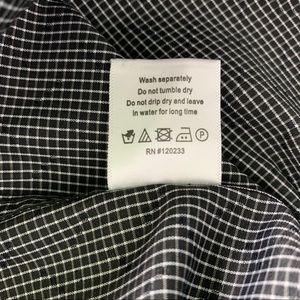 Wash separately
Do not tumble dry
Do not drip dry and leave
in water for long time
RN #120233